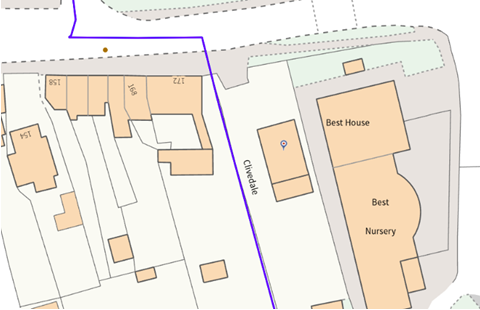 158
168
172
154
Best House
Clivedale
Best
Nursery